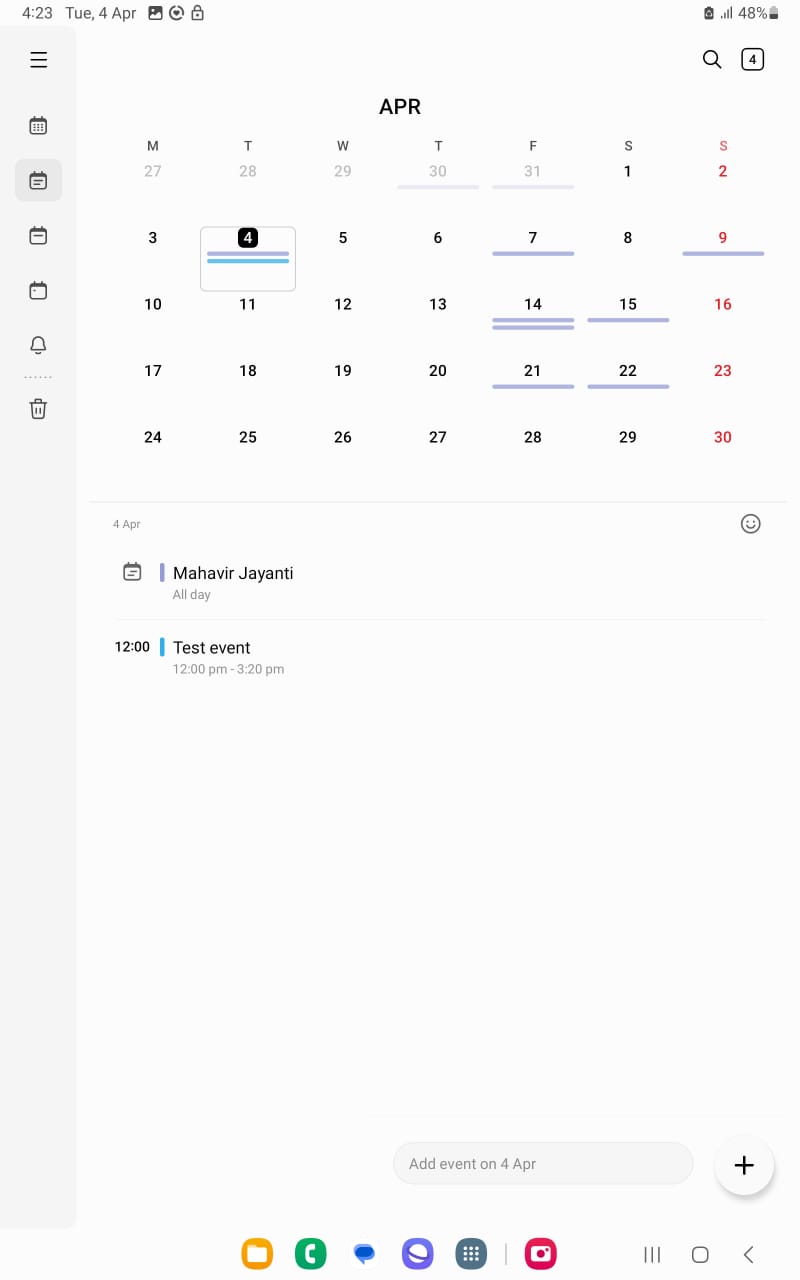 4:23 Tue, 4 Apr 48%
4
APR
M T W T F S S
27 28 29 30 31 1 2
3 4 5 6 7 8 9
10 11 12 13 14 15 16
17 18 19 20 21 22 23
24 25 26 27 28 29 30
4 Apr
Mahavir Jayanti
All day
12:00 Test event
12:00 pm - 3:20 pm
Add event on 4 Apr